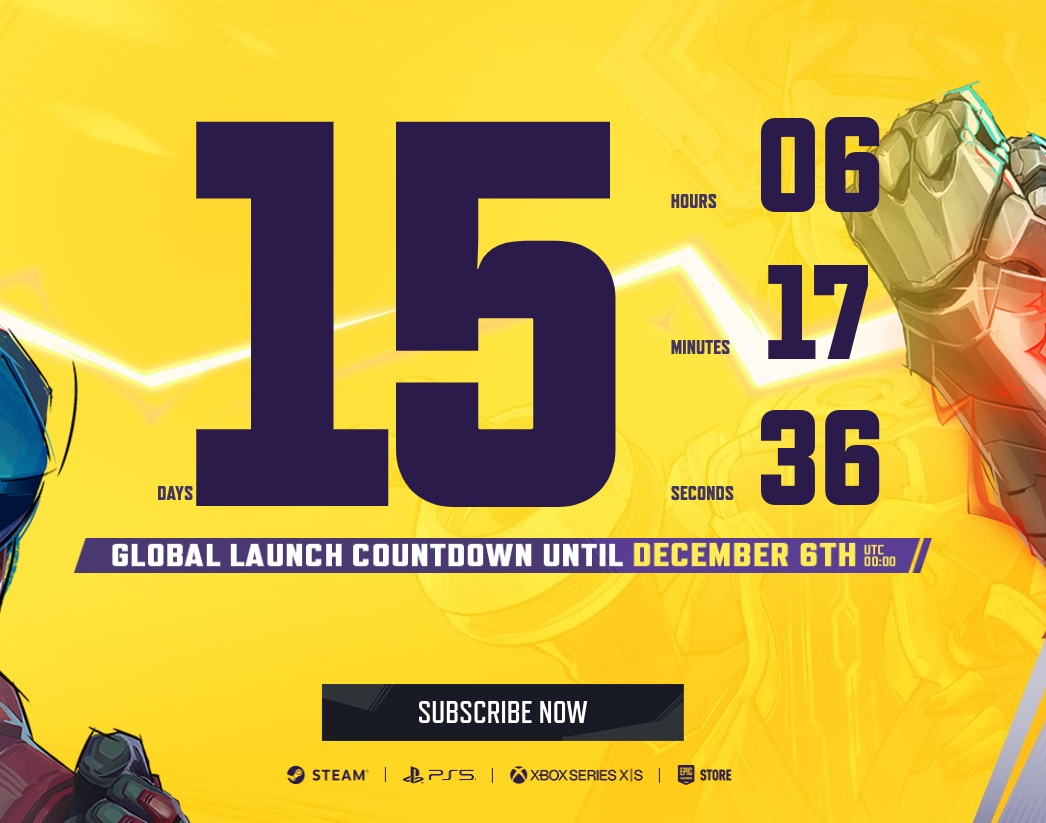 15
DAYS
HOURS
06
MINUTES
17
SECONDS
36
GLOBAL LAUNCH COUNTDOWN UNTIL DECEMBER 6TH UTC 00:00
SUBSCRIBE NOW
STEAM® | PS5 | XBOX SERIES X|S | EPIC GAMES STORE